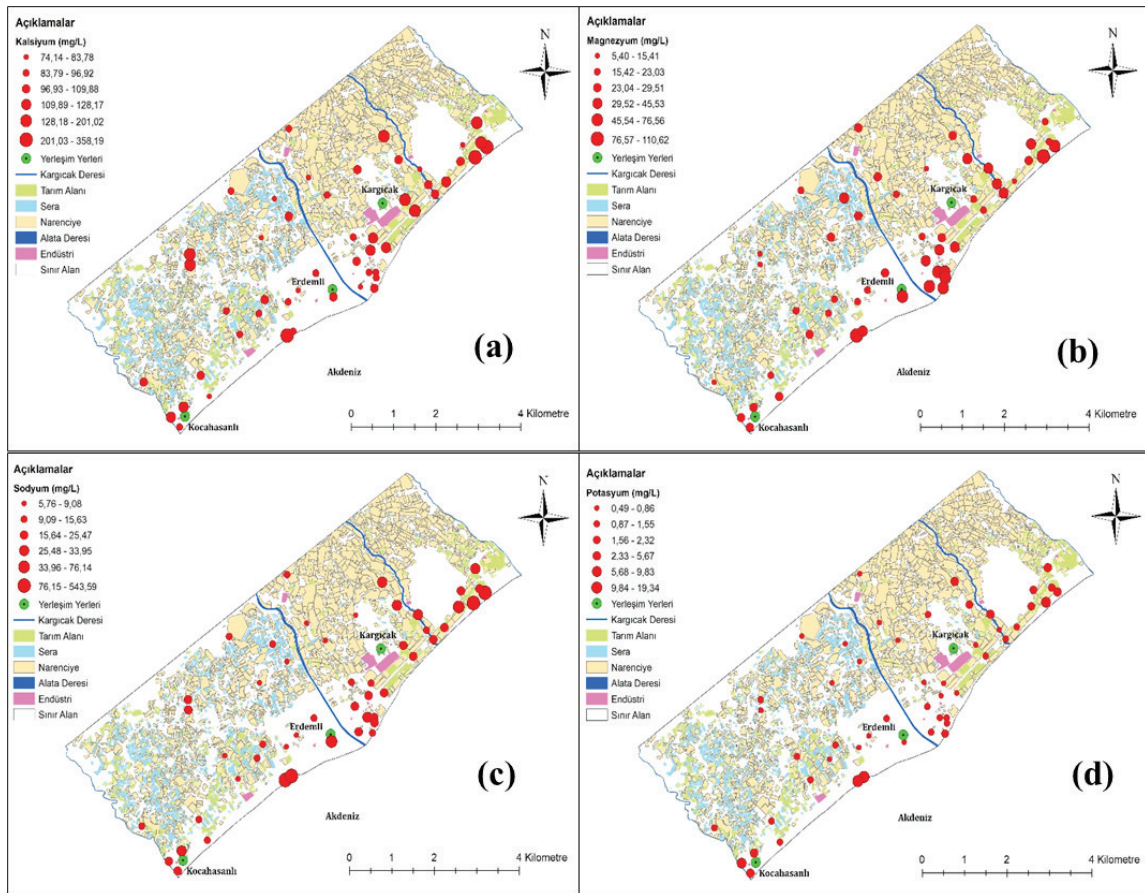 Açıklamalar
Kalsiyum (mg/L)
74,14 - 83,78
83,79 - 96,92
96,93 - 109,88
109,89 - 128,17
128,18 - 201,02
201,03 - 358,19
Yerleşim Yerleri
Kargıcak Deresi
Tarım Alanı
Sera
Narenciye
Alata Deresi
Endüstri
Sınır Alan
N
Kargıcak
Erdemli
(a)
Akdeniz
Kocahasanlı
0 1 2 4 Kilometre
Açıklamalar
Magnezyum (mg/L)
5,40 - 15,41
15,42 - 23,03
23,04 - 29,51
29,52 - 45,53
45,54 - 76,56
76,57 - 110,62
Yerleşim Yerleri
Kargıcak Deresi
Tarım Alanı
Sera
Narenciye
Alata Deresi
Endüstri
Sınır Alan
N
Kargıcak
Erdemli
(b)
Akdeniz
Kocahasanlı
0 1 2 4 Kilometre
Açıklamalar
Sodyum (mg/L)
5,76 - 9,08
9,09 - 15,63
15,64 - 25,47
25,48 - 33,95
33,96 - 76,14
76,15 - 543,59
Yerleşim Yerleri
Kargıcak Deresi
Tarım Alanı
Sera
Narenciye
Alata Deresi
Endüstri
Sınır Alan
N
Kargıcak
Erdemli
(c)
Akdeniz
Kocahasanlı
0 1 2 4 Kilometre
Açıklamalar
Potasyum (mg/L)
0,49 - 0,86
0,87 - 1,55
1,56 - 2,32
2,33 - 5,67
5,68 - 9,83
9,84 - 19,34
Yerleşim Yerleri
Kargıcak Deresi
Tarım Alanı
Sera
Narenciye
Alata Deresi
Endüstri
Sınır Alan
N
Kargıcak
Erdemli
(d)
Akdeniz
Kocahasanlı
0 1 2 4 Kilometre